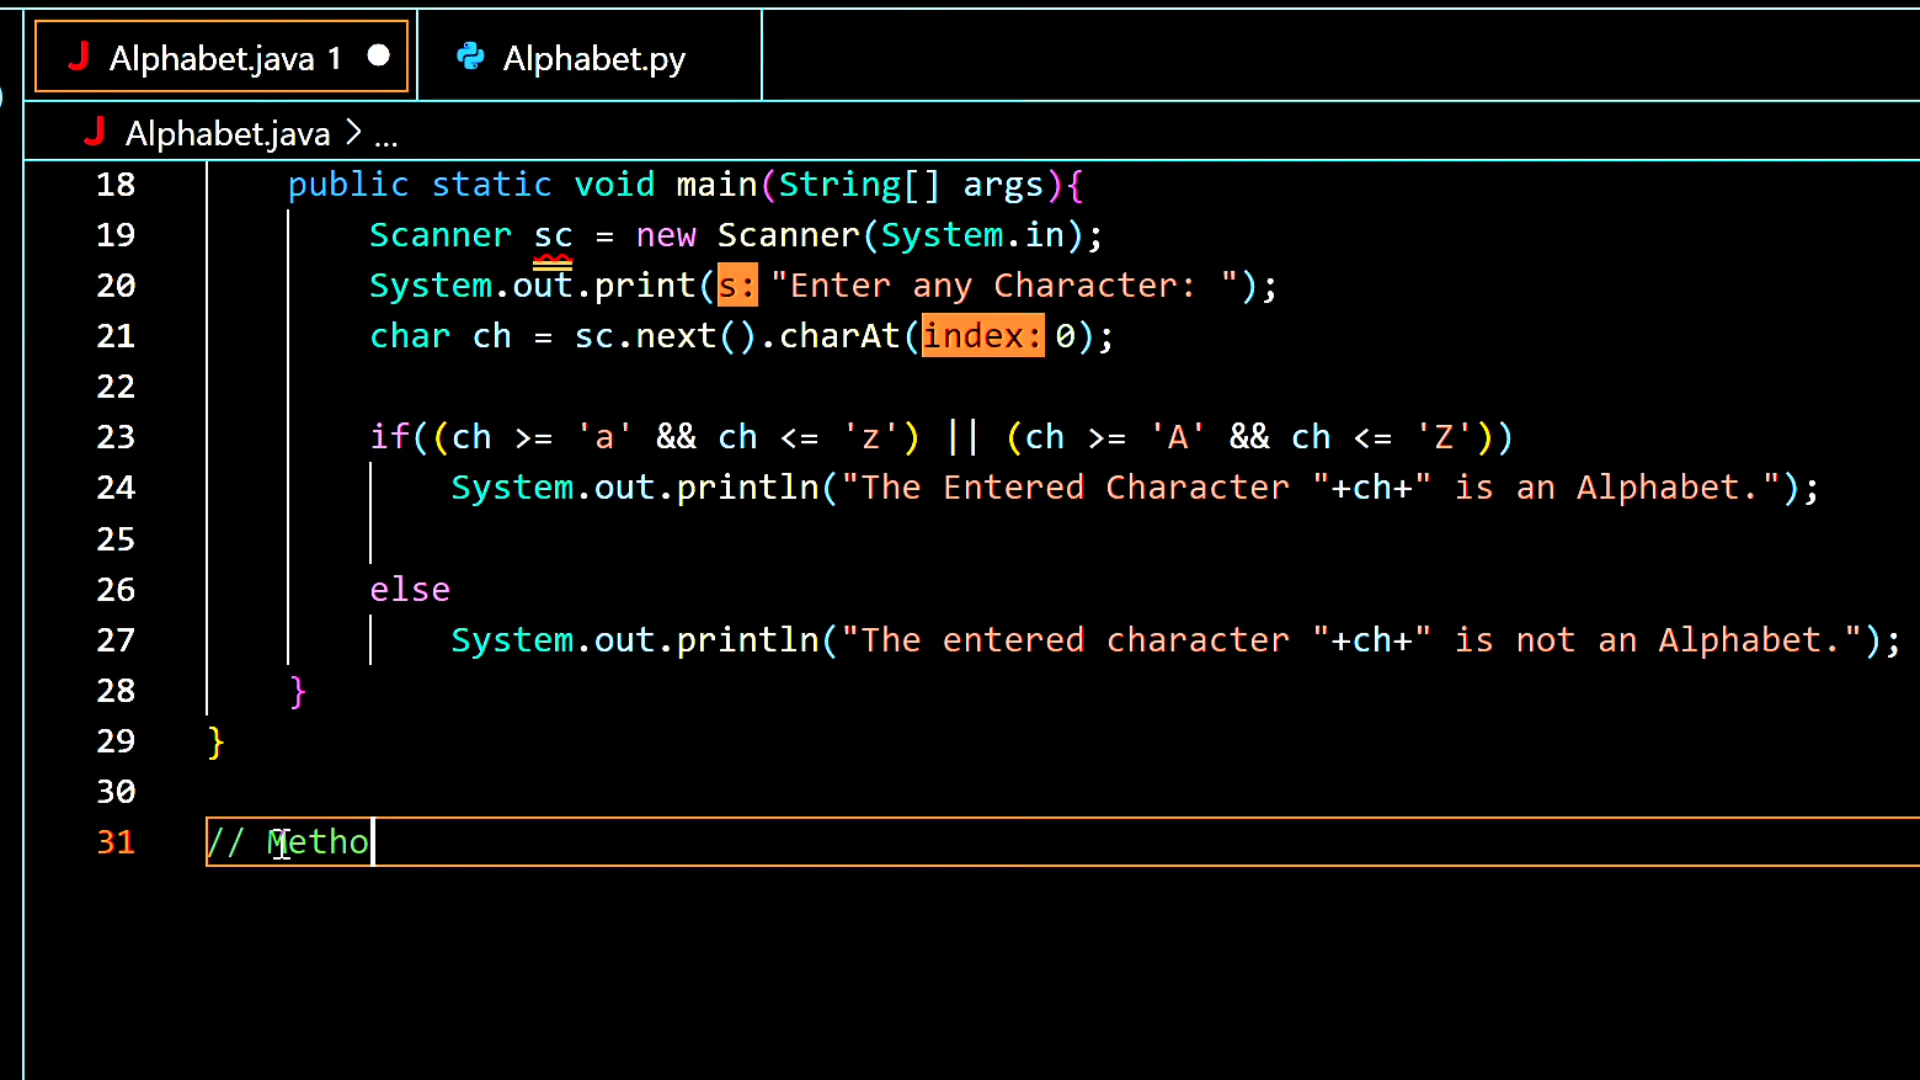 Alphabet.java 1
Alphabet.py
Alphabet.java > ...
18 public static void main(String[] args){
19 Scanner sc = new Scanner(System.in);
20 System.out.print(s: "Enter any Character: ");
21 char ch = sc.next().charAt(index: 0);
22
23 if((ch >= 'a' && ch <= 'z') || (ch >= 'A' && ch <= 'Z'))
24 System.out.println("The Entered Character "+ch+" is an Alphabet.");
25
26 else
27 System.out.println("The entered character "+ch+" is not an Alphabet.");
28 }
29 }
30
31 // Metho